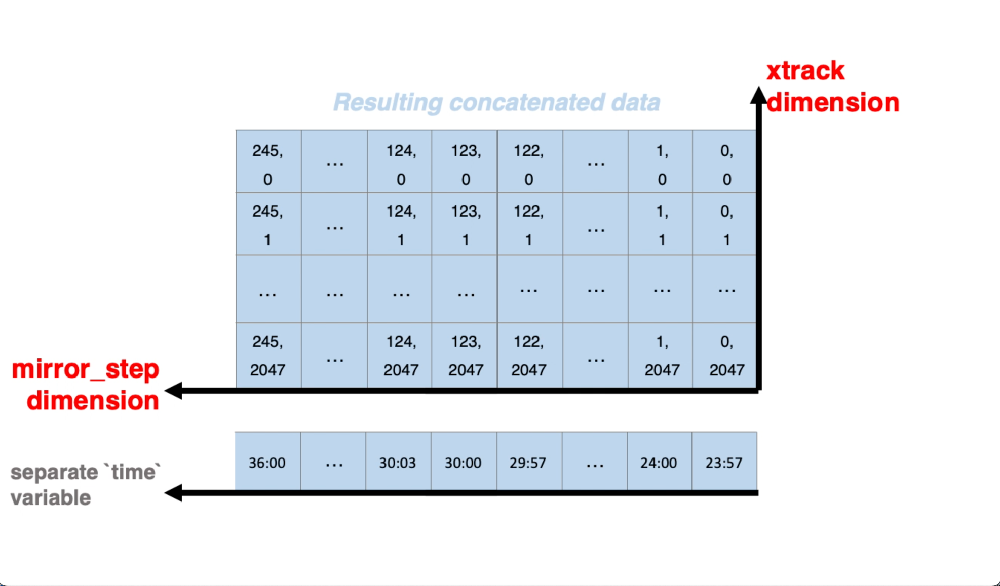 xtrack
dimension
Resulting concatenated data
245, ... 124, 123, 122, ... 1, 0,
0 0 0 0 0 0
245, ... 124, 123, 122, ... 1, 0,
1 1 1 1 1 1
... ... ... ... ... ... ... ...
245, ... 124, 123, 122, ... 1, 0,
2047 2047 2047 2047 2047 2047
mirror_step
dimension
36:00 ... 30:03 30:00 29:57 ... 24:00 23:57
separate `time`
variable